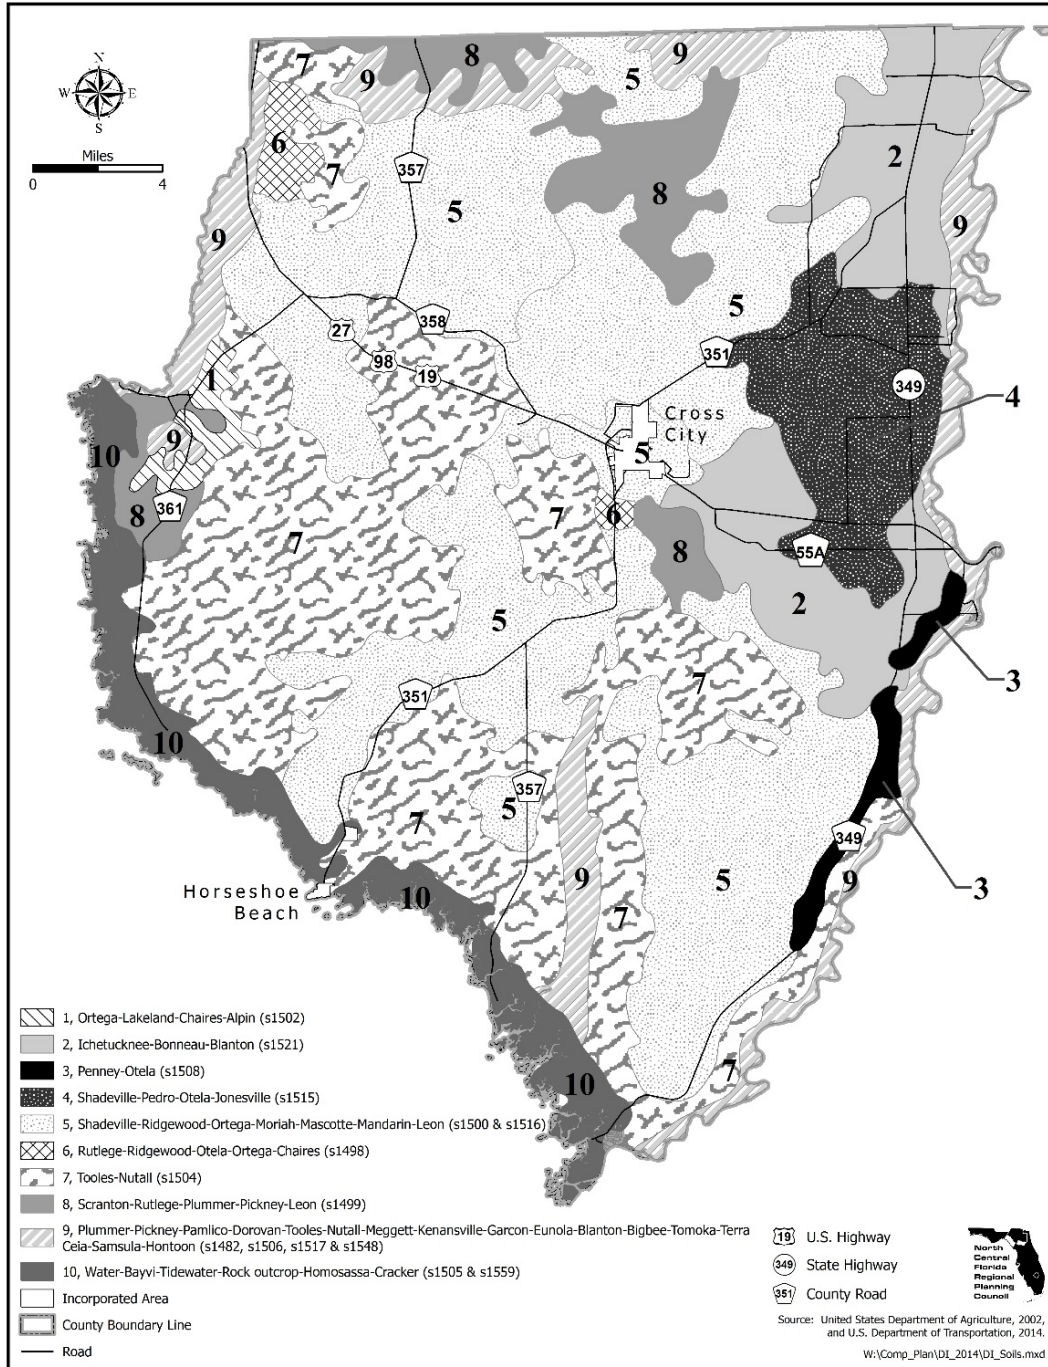 N
W E
S
Miles
0 4
7
9
8
9
5
6
7
357
2
5
8
9
9
27
358
5
98
19
351
349
1
Cross
City
4
9
5
10
361
8
7
7
6
8
55A
2
5
3
351
7
10
357
5
7
349
9
3
5
9
Horseshoe
Beach
10
7
10
7
1, Ortega-Lakeland-Chaires-Alpin (s1502)
2, Ichetucknee-Bonneau-Blanton (s1521)
3, Penney-Otela (s1508)
4, Shadeville-Pedro-Otela-Jonesville (s1515)
5, Shadeville-Ridgewood-Ortega-Moriah-Mascotte-Mandarin-Leon (s1500 & s1516)
6, Rutlege-Ridgewood-Otela-Ortega-Chaires (s1498)
7, Tooles-Nutall (s1504)
8, Scranton-Rutlege-Plummer-Pickney-Leon (s1499)
9, Plummer-Pickney-Pamlico-Dorovan-Tooles-Nutall-Meggett-Kenansville-Garcon-Eunola-Blanton-Bigbee-Tomoka-Terra
Ceia-Samsula-Hontoon (s1482, s1506, s1517 & s1548)
10, Water-Bayvi-Tidewater-Rock outcrop-Homosassa-Cracker (s1505 & s1559)
Incorporated Area
County Boundary Line
Road
19 U.S. Highway
349 State Highway
351 County Road
North
Central
Florida
Regional
Planning
Council
Source: United States Department of Agriculture, 2002,
and U.S. Department of Transportation, 2014.
W:\Comp_Plan\DI_2014\DI_Soils.mxd